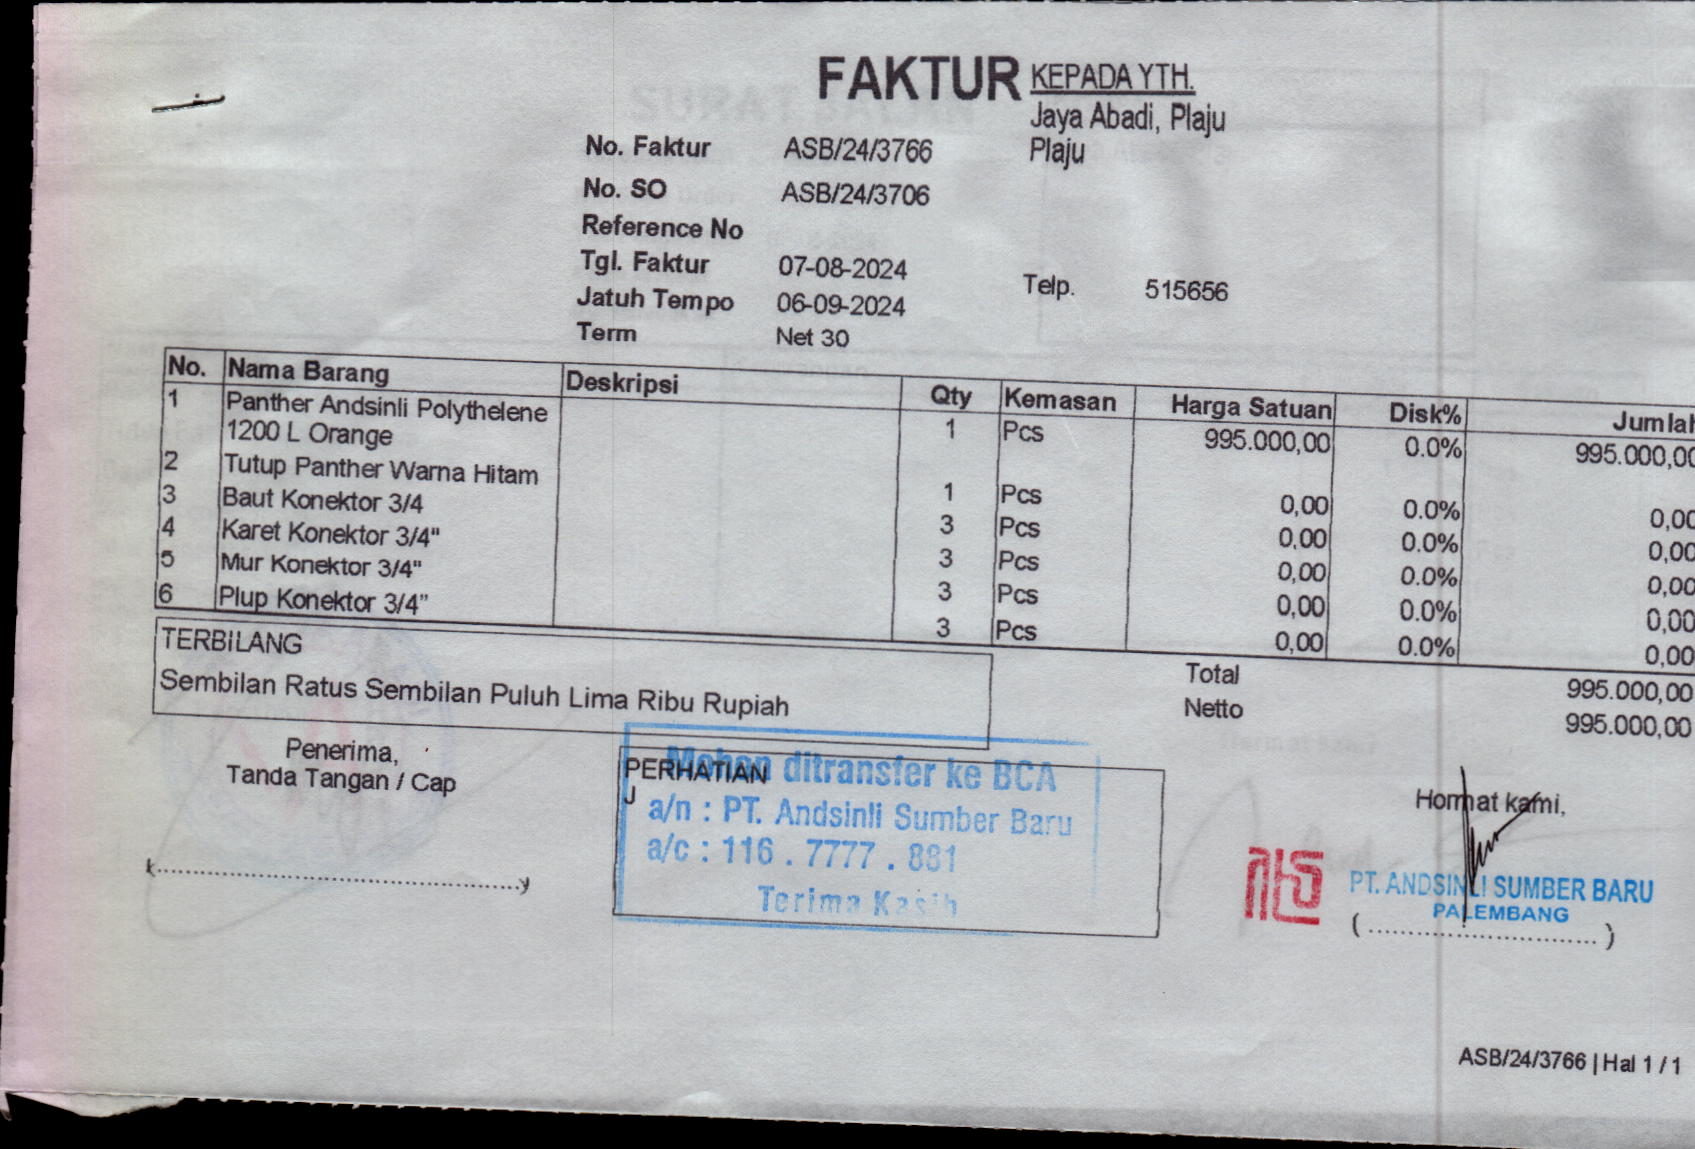 FAKTUR
KEPADA YTH.
Jaya Abadi, Plaju
Plaju
No. Faktur ASB/24/3766
No. SO ASB/24/3706
Reference No
Tgl. Faktur 07-08-2024
Jatuh Tempo 06-09-2024
Term Net 30
Telp. 515656
No. Nama Barang Deskripsi Qty Kemasan Harga Satuan Disk% Jumlah
1 Panther Andsinli Polythelene 1 Pcs 995.000,00 0.0% 995.000,00
1200 L Orange
2 Tutup Panther Warna Hitam 1 Pcs 0,00 0.0% 0,00
3 Baut Konektor 3/4 3 Pcs 0,00 0.0% 0,00
4 Karet Konektor 3/4" 3 Pcs 0,00 0.0% 0,00
5 Mur Konektor 3/4" 3 Pcs 0,00 0.0% 0,00
6 Plup Konektor 3/4” 3 Pcs 0,00 0.0% 0,00
TERBILANG
Sembilan Ratus Sembilan Puluh Lima Ribu Rupiah
Total 995.000,00
Netto 995.000,00
Penerima,
Tanda Tangan / Cap
(..................................................)
PERHATIAN
J
Mohon ditransfer ke BCA
a/n : PT. Andsinli Sumber Baru
a/c : 116 . 7777 . 881
Terima Kasih
Hormat kami,
PT. ANDSINLI SUMBER BARU
PALEMBANG
(................................)
ASB/24/3766 | Hal 1 / 1